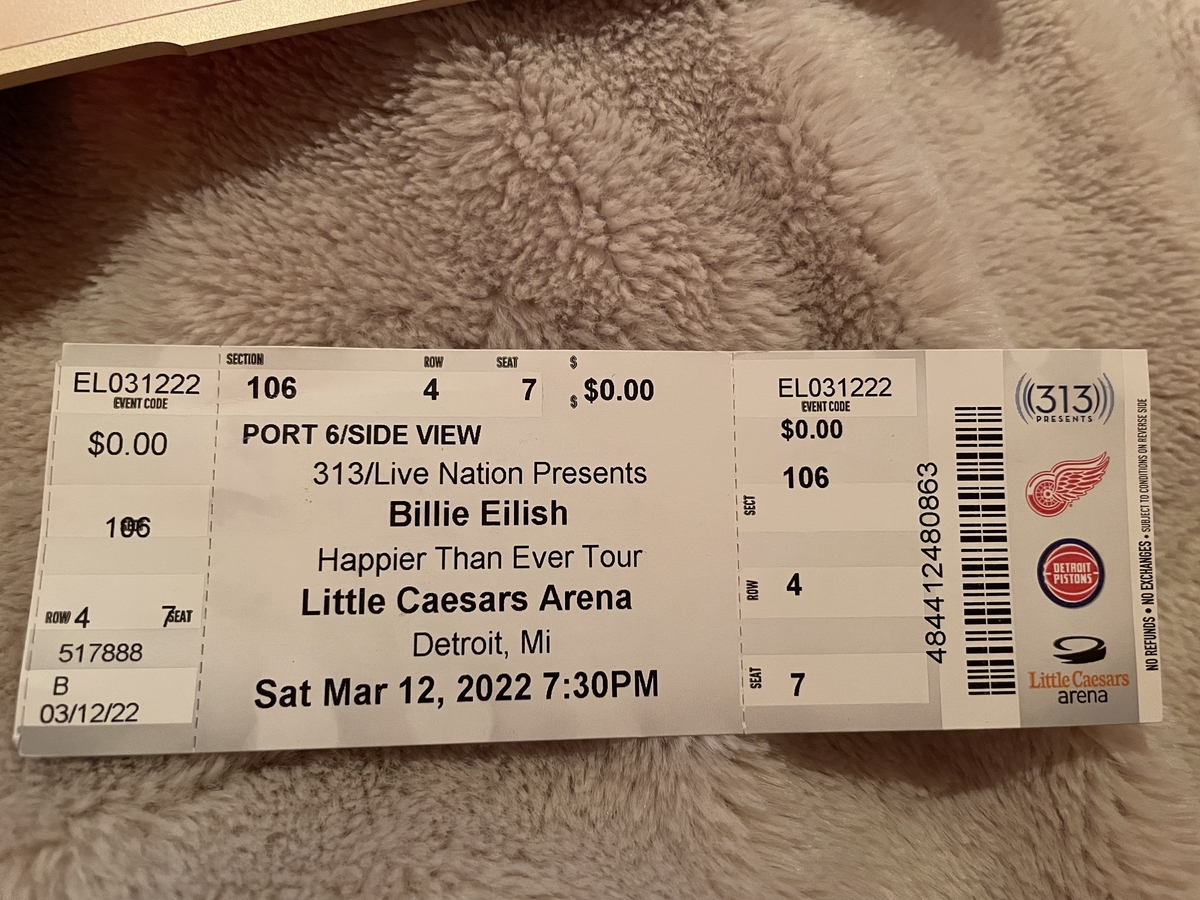 EL031222
EVENT CODE
$0.00
106
ROW 4 7 SEAT
517888
B
03/12/22
SECTION ROW SEAT $
106 4 7 $ $0.00
PORT 6/SIDE VIEW
313/Live Nation Presents
Billie Eilish
Happier Than Ever Tour
Little Caesars Arena
Detroit, Mi
Sat Mar 12, 2022 7:30PM
EL031222
EVENT CODE
$0.00
SECT 106
ROW 4
SEAT 7
484412480863
313
PRESENTS
DETROIT
PISTONS
Little Caesars
arena
NO REFUNDS • NO EXCHANGES • SUBJECT TO CONDITIONS ON REVERSE SIDE